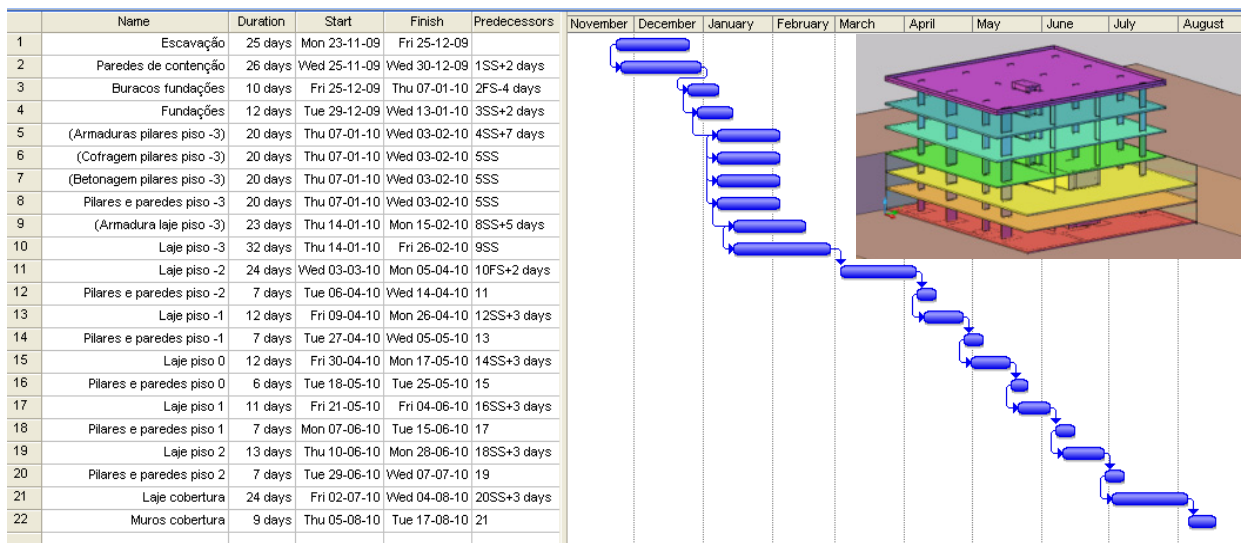 Name Duration Start Finish Predecessors November December January February March April May June July August
1 Escavação 25 days Mon 23-11-09 Fri 25-12-09
2 Paredes de contenção 26 days Wed 25-11-09 Wed 30-12-09 1SS+2 days
3 Buracos fundações 10 days Fri 25-12-09 Thu 07-01-10 2FS-4 days
4 Fundações 12 days Tue 29-12-09 Wed 13-01-10 3SS+2 days
5 (Armaduras pilares piso -3) 20 days Thu 07-01-10 Wed 03-02-10 4SS+7 days
6 (Cofragem pilares piso -3) 20 days Thu 07-01-10 Wed 03-02-10 5SS
7 (Betonagem pilares piso -3) 20 days Thu 07-01-10 Wed 03-02-10 5SS
8 Pilares e paredes piso -3 20 days Thu 07-01-10 Wed 03-02-10 5SS
9 (Armadura laje piso -3) 23 days Thu 14-01-10 Mon 15-02-10 8SS+5 days
10 Laje piso -3 32 days Thu 14-01-10 Fri 26-02-10 9SS
11 Laje piso -2 24 days Wed 03-03-10 Mon 05-04-10 10FS+2 days
12 Pilares e paredes piso -2 7 days Tue 06-04-10 Wed 14-04-10 11
13 Laje piso -1 12 days Fri 09-04-10 Mon 26-04-10 12SS+3 days
14 Pilares e paredes piso -1 7 days Tue 27-04-10 Wed 05-05-10 13
15 Laje piso 0 12 days Fri 30-04-10 Mon 17-05-10 14SS+3 days
16 Pilares e paredes piso 0 6 days Tue 18-05-10 Tue 25-05-10 15
17 Laje piso 1 11 days Fri 21-05-10 Fri 04-06-10 16SS+3 days
18 Pilares e paredes piso 1 7 days Mon 07-06-10 Tue 15-06-10 17
19 Laje piso 2 13 days Thu 10-06-10 Mon 28-06-10 18SS+3 days
20 Pilares e paredes piso 2 7 days Tue 29-06-10 Wed 07-07-10 19
21 Laje cobertura 24 days Fri 02-07-10 Wed 04-08-10 20SS+3 days
22 Muros cobertura 9 days Thu 05-08-10 Tue 17-08-10 21